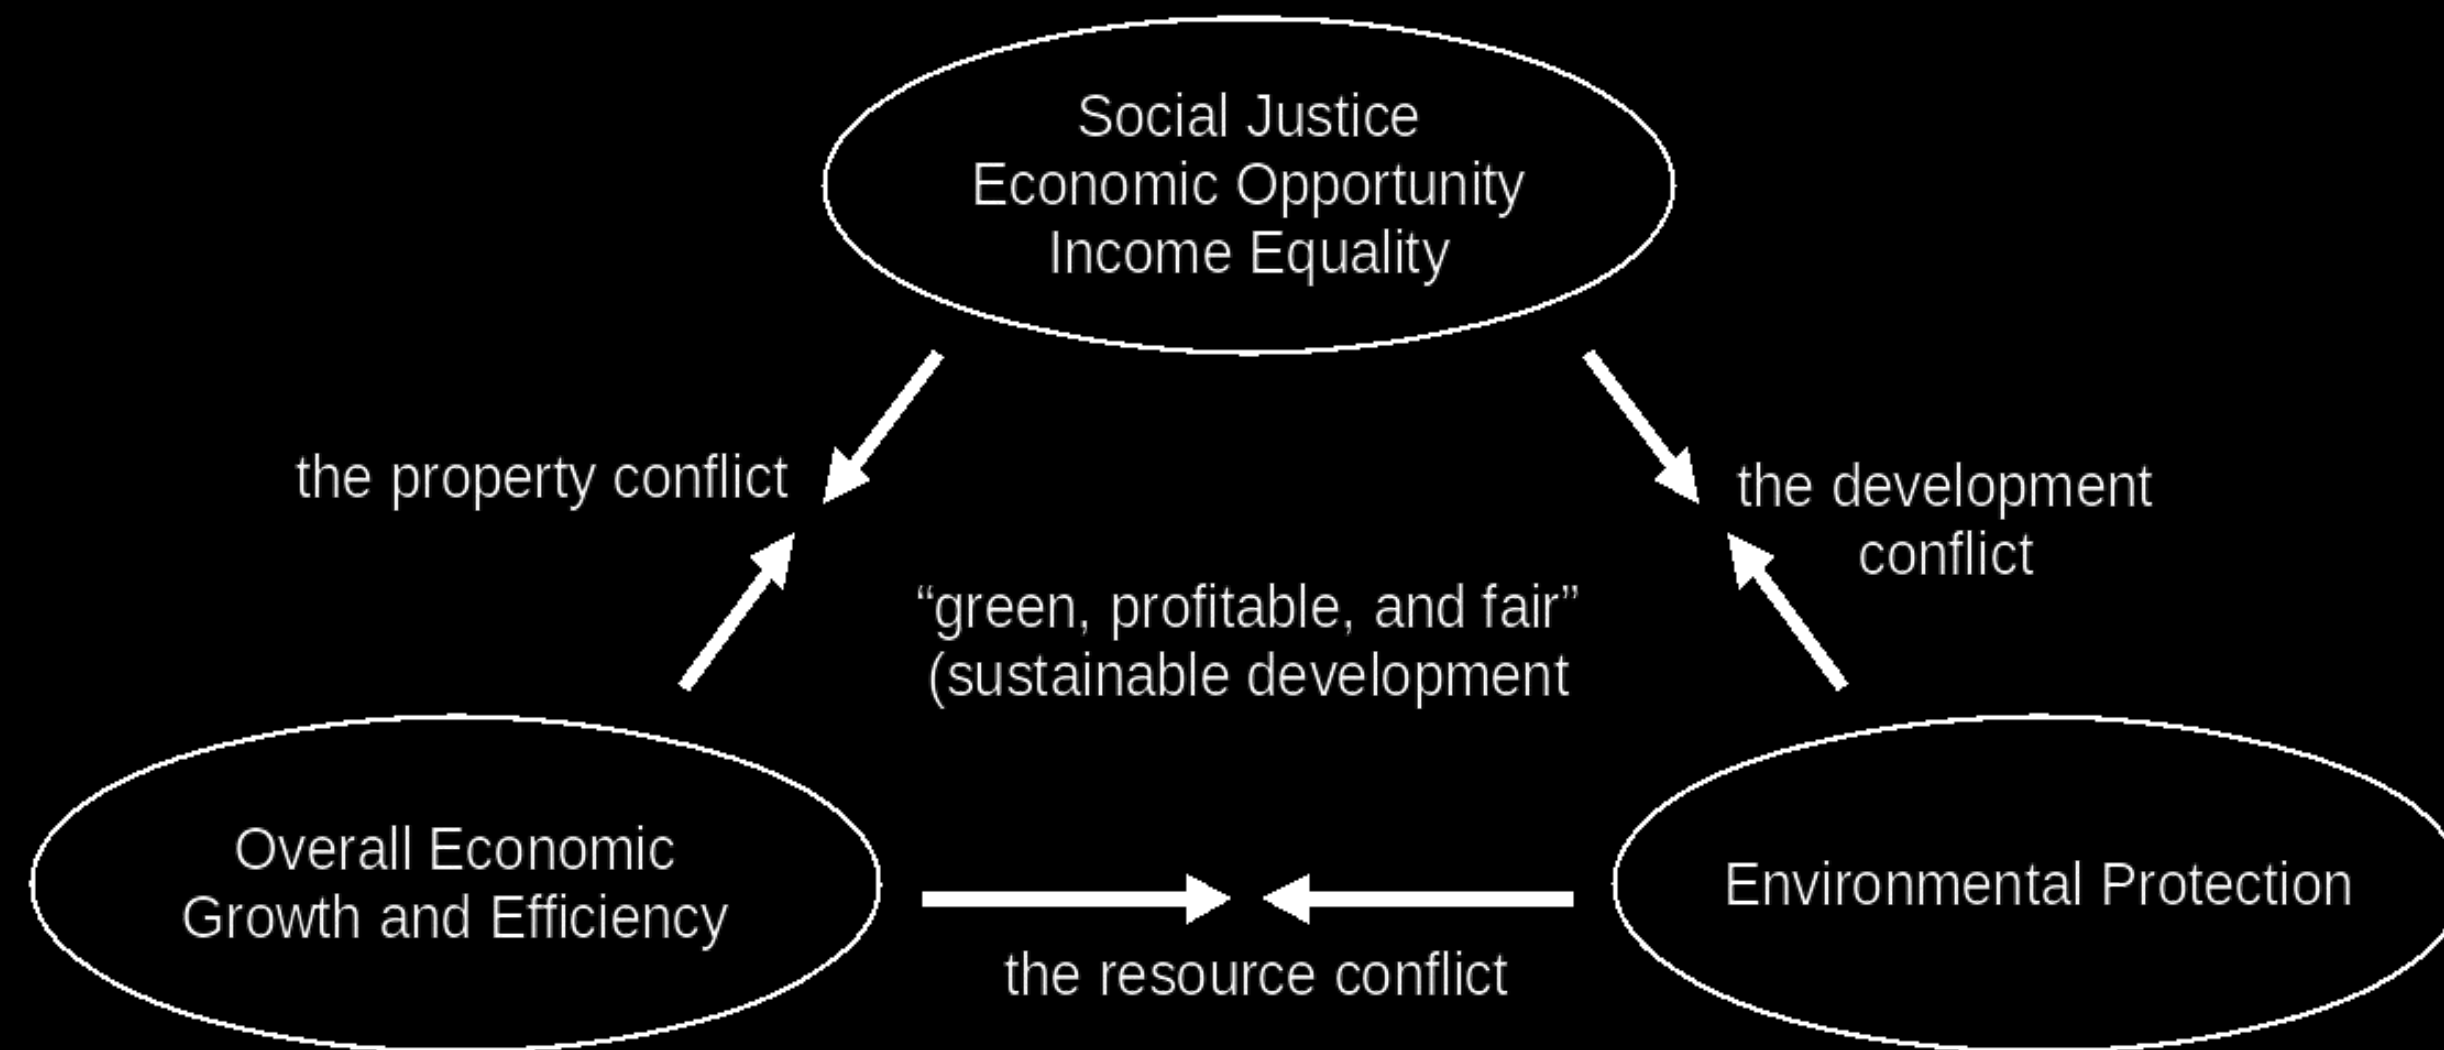 Social Justice
Economic Opportunity
Income Equality
the property conflict
the development
conflict
“green, profitable, and fair”
(sustainable development
Overall Economic
Growth and Efficiency
Environmental Protection
the resource conflict